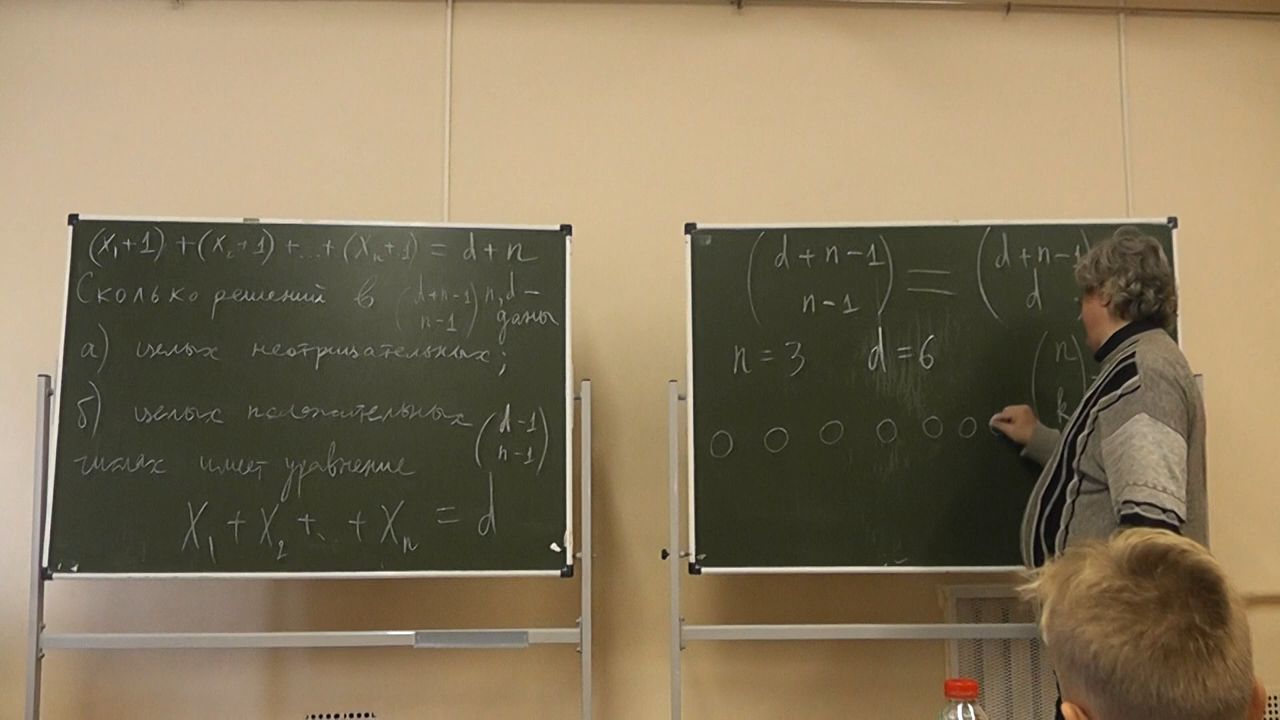 (x₁+1) + (x₂+1) + ... + (xₙ+1) = d+n
Сколько решений в (d+n-1 n-1) n, d – даны
а) целых неотрицательных;
б) целых положительных (d-1 n-1)
числах имеет уравнение
X₁ + X₂ + ... + Xₙ = d
(d+n-1 n-1) = (d+n-1 d)
n = 3 d = 6
(n k)